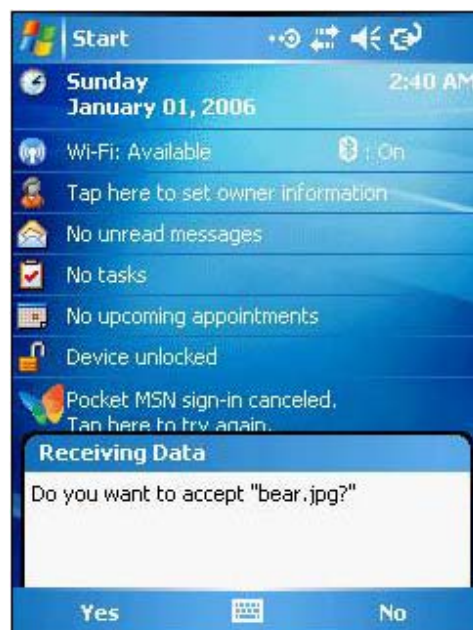 Start
Sunday 2:40 AM
January 01, 2006
Wi-Fi: Available : On
Tap here to set owner information
No unread messages
No tasks
No upcoming appointments
Device unlocked
Pocket MSN sign-in canceled.
Tap here to try again.
Receiving Data
Do you want to accept "bear.jpg?"
Yes No